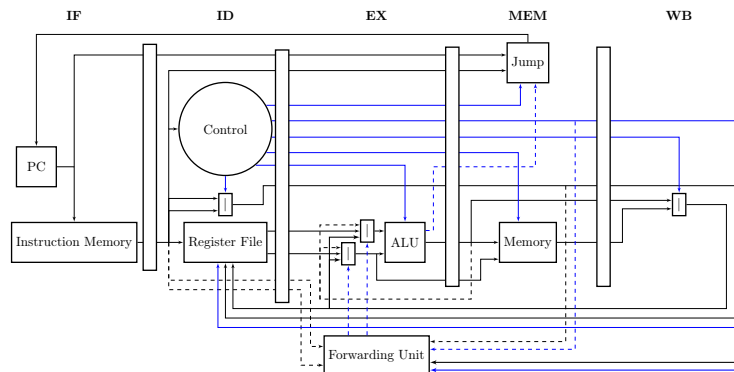 IF
ID
EX
MEM
WB
Jump
Control
PC
Instruction Memory
Register File
ALU
Memory
Forwarding Unit